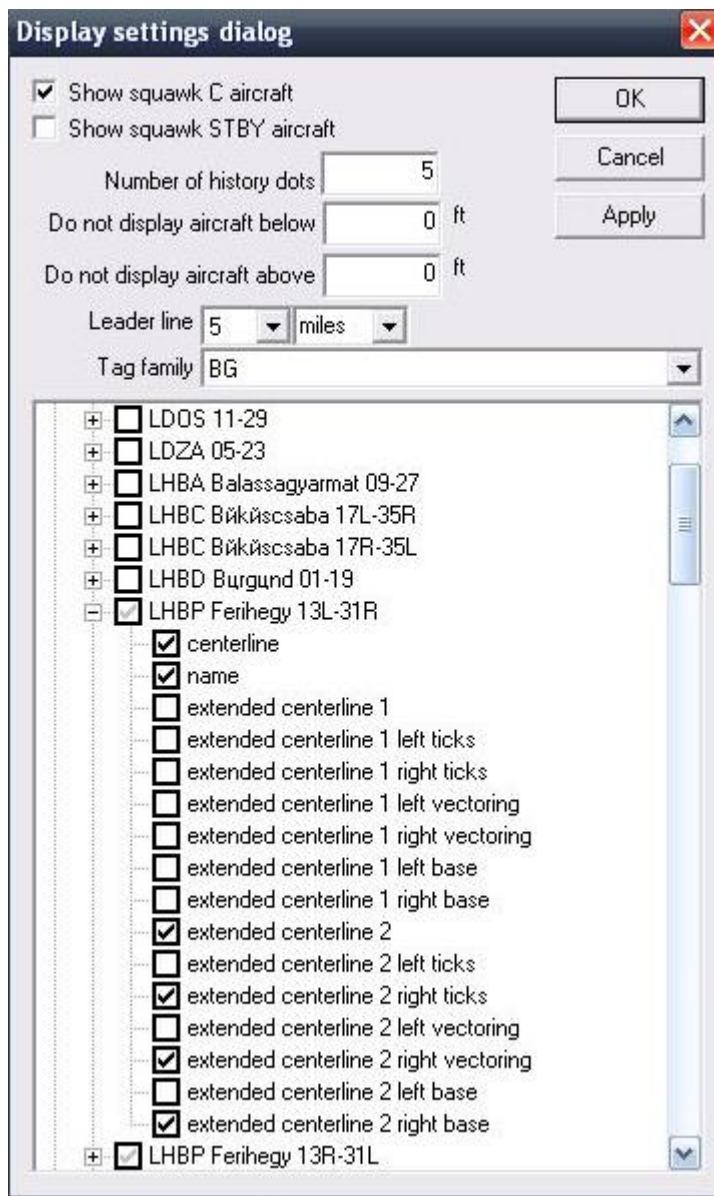 Display settings dialog
Show squawk C aircraft
OK
Show squawk STBY aircraft
Cancel
Number of history dots 5
Do not display aircraft below 0 ft
Apply
Do not display aircraft above 0 ft
Leader line 5 miles
Tag family BG
LDOS 11-29
LDZA 05-23
LHBA Balassagyarmat 09-27
LHBC Bйkйscsaba 17L-35R
LHBC Bйkйscsaba 17R-35L
LHBD Bцrgцnd 01-19
LHBP Ferihegy 13L-31R
centerline
name
extended centerline 1
extended centerline 1 left ticks
extended centerline 1 right ticks
extended centerline 1 left vectoring
extended centerline 1 right vectoring
extended centerline 1 left base
extended centerline 1 right base
extended centerline 2
extended centerline 2 left ticks
extended centerline 2 right ticks
extended centerline 2 left vectoring
extended centerline 2 right vectoring
extended centerline 2 left base
extended centerline 2 right base
LHBP Ferihegy 13R-31L